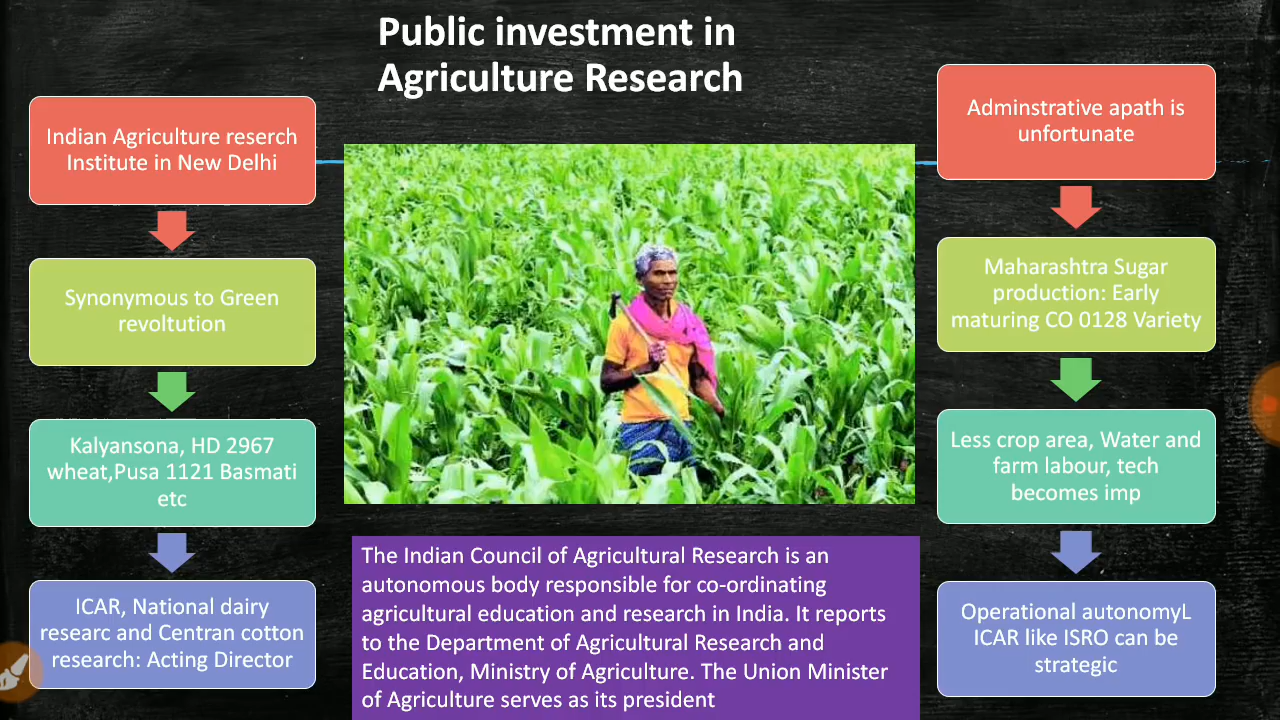 Public investment in
Agriculture Research
Indian Agriculture reserch
Institute in New Delhi
Synonymous to Green
revoltution
Kalyansona, HD 2967
wheat,Pusa 1121 Basmati
etc
ICAR, National dairy
researc and Centran cotton
research: Acting Director
The Indian Council of Agricultural Research is an
autonomous body responsible for co-ordinating
agricultural education and research in India. It reports
to the Department of Agricultural Research and
Education, Ministry of Agriculture. The Union Minister
of Agriculture serves as its president
Adminstrative apath is
unfortunate
Maharashtra Sugar
production: Early
maturing CO 0128 Variety
Less crop area, Water and
farm labour, tech
becomes imp
Operational autonomyL
ICAR like ISRO can be
strategic